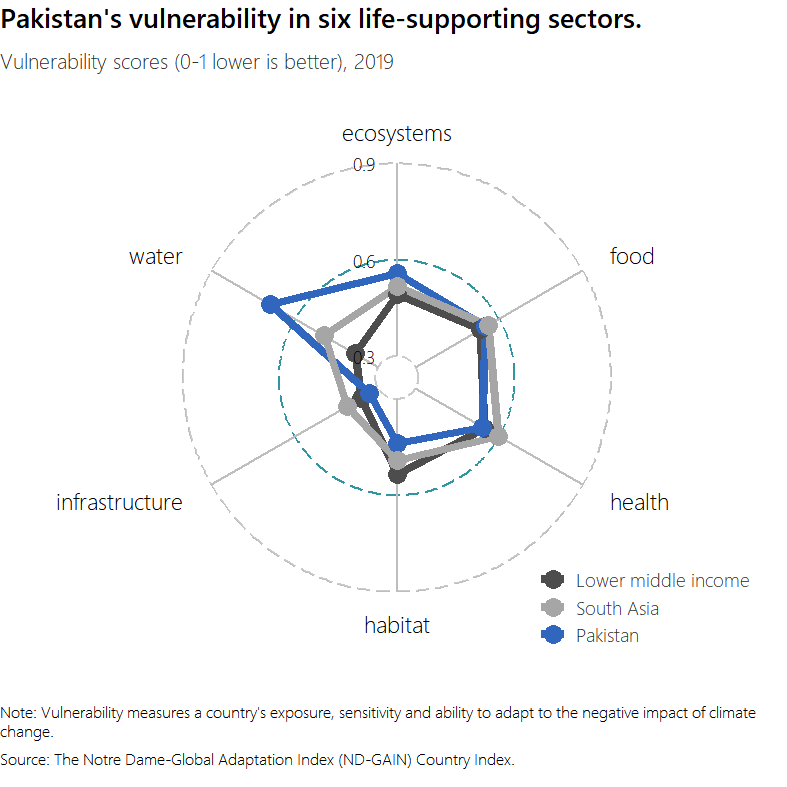 Pakistan's vulnerability in six life-supporting sectors.
Vulnerability scores (0-1 lower is better), 2019
ecosystems
0.9
water
food
0.6
0.3
infrastructure
health
habitat
Lower middle income
South Asia
Pakistan
Note: Vulnerability measures a country's exposure, sensitivity and ability to adapt to the negative impact of climate
change.
Source: The Notre Dame-Global Adaptation Index (ND-GAIN) Country Index.